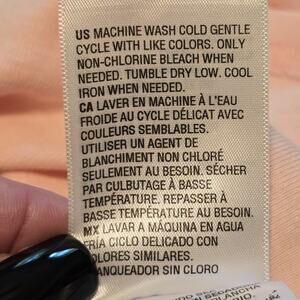 US MACHINE WASH COLD GENTLE
CYCLE WITH LIKE COLORS. ONLY
NON-CHLORINE BLEACH WHEN
NEEDED. TUMBLE DRY LOW. COOL
IRON WHEN NEEDED.
CA LAVER EN MACHINE À L'EAU
FROIDE AU CYCLE DÉLICAT AVEC
COULEURS SEMBLABLES.
UTILISER UN AGENT DE
BLANCHIMENT NON CHLORÉ
SEULEMENT AU BESOIN. SÉCHER
PAR CULBUTAGE À BASSE
TEMPÉRATURE. REPASSER À
BASSE TEMPÉRATURE AU BESOIN.
MX LAVAR A MÁQUINA EN AGUA
FRÍA CICLO DELICADO CON
OLORES SIMILARES.
ANQUEADOR SIN CLORO